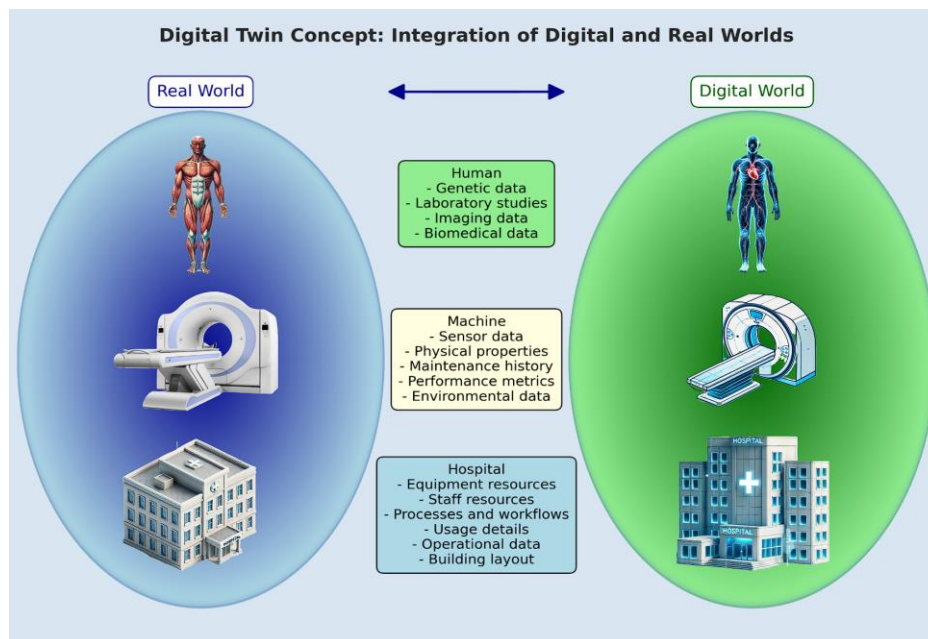 Digital Twin Concept: Integration of Digital and Real Worlds
Real World
Digital World
Human
- Genetic data
- Laboratory studies
- Imaging data
- Biomedical data
Machine
- Sensor data
- Physical properties
- Maintenance history
- Performance metrics
- Environmental data
Hospital
- Equipment resources
- Staff resources
- Processes and workflows
- Usage details
- Operational data
- Building layout
HOSPITAL
HOSPITAL